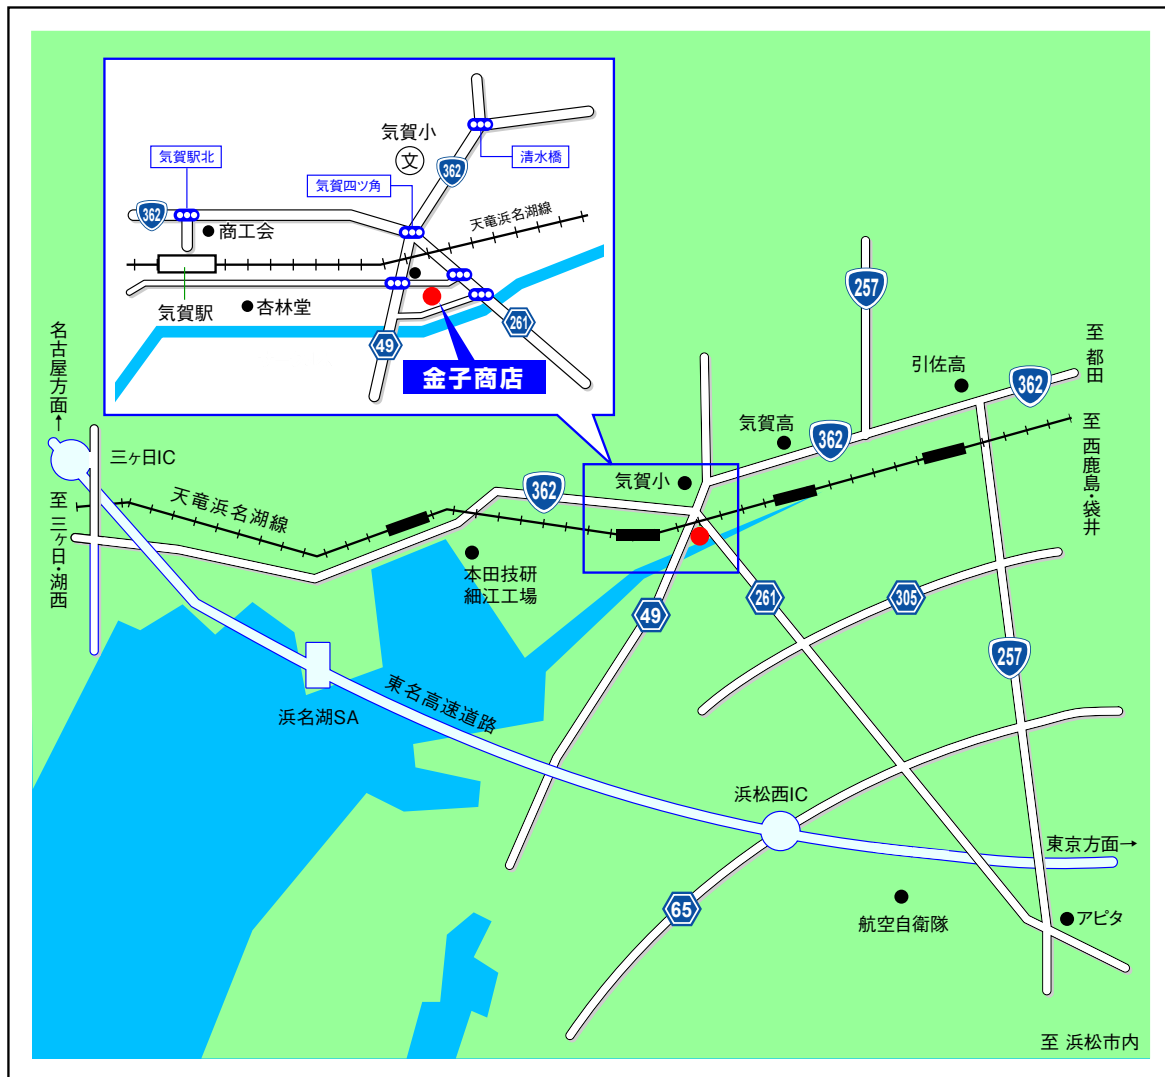 気賀小
文
362
清水橋
気賀駅北
気賀四ツ角
362
商工会
天竜浜名湖線
気賀駅
杏林堂
49
261
金子商店
名古屋方面→
257
至 都田
引佐高
362
気賀高
362
至 西鹿島・袋井
三ヶ日IC
気賀小
362
至 三ヶ日・湖西
天竜浜名湖線
本田技研
細江工場
49
261
305
257
浜名湖SA
東名高速道路
浜松西IC
東京方面→
65
航空自衛隊
アピタ
至 浜松市内